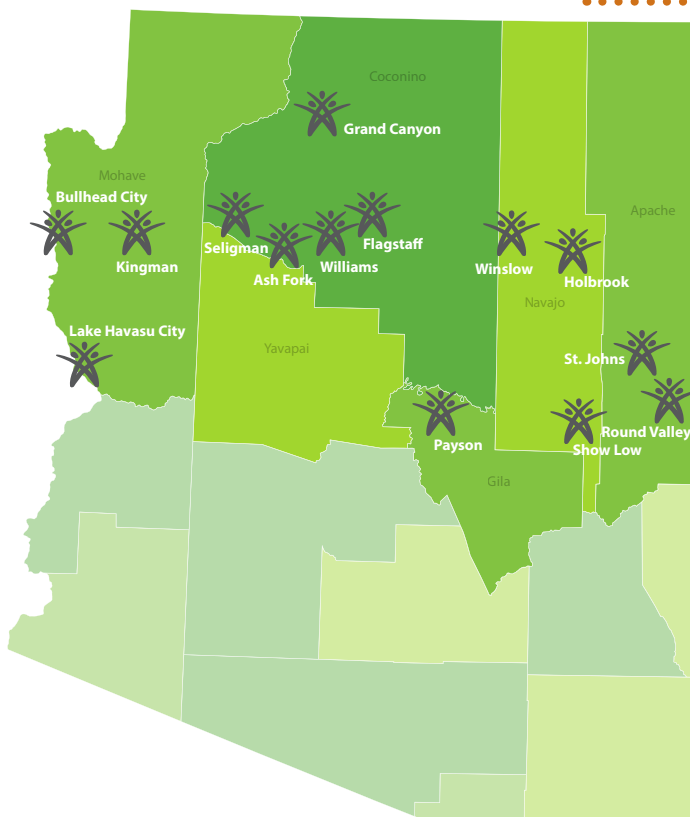 Coconino
Grand Canyon
Mohave
Bullhead City
Kingman
Seligman
Ash Fork
Williams
Flagstaff
Winslow
Apache
Holbrook
Navajo
Lake Havasu City
Yavapai
St. Johns
Payson
Round Valley
Show Low
Gila